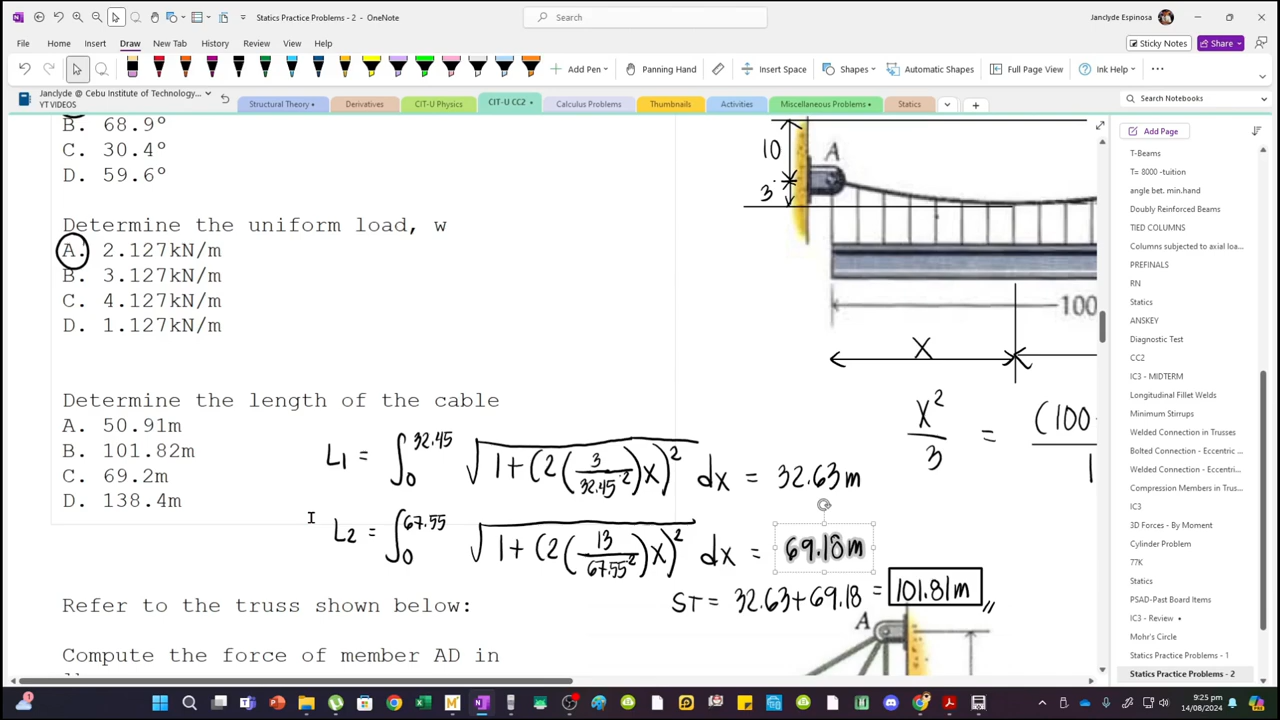 Statics Practice Problems - 2 - OneNote
Search
Janclyde Espinosa
File Home Insert Draw New Tab History Review View Help
Sticky Notes
Share
Add Pen
Panning Hand
Insert Space
Shapes
Automatic Shapes
Full Page View
Ink Help
Janclyde @ Cebu Institute of Technology...
YT VIDEOS
Structural Theory
Derivatives
CIT-U Physics
CIT-U CC2
Calculus Problems
Thumbnails
Activities
Miscellaneous Problems
Statics
Search Notebooks
Add Page
B. 68.9°
C. 30.4°
D. 59.6°
Determine the uniform load, w
A. 2.127kN/m
B. 3.127kN/m
C. 4.127kN/m
D. 1.127kN/m
Determine the length of the cable
A. 50.91m
B. 101.82m
C. 69.2m
D. 138.4m
L1 = ∫₀^32.45 √1+(2(3/32.45²)x)² dx = 32.63m
L2 = ∫₀^67.55 √1+(2(13/67.55²)x)² dx = 69.18m
ST = 32.63+69.18 = 101.81m
Refer to the truss shown below:
Compute the force of member AD in
10
3
A
100
X
X²/3 = (100
A
T-Beams
T= 8000 -tuition
angle bet. min.hand
Doubly Reinforced Beams
TIED COLUMNS
Columns subjected to axial loa...
PREFINALS
RN
Statics
ANSKEY
Diagnostic Test
CC2
IC3 - MIDTERM
Longitudinal Fillet Welds
Minimum Stirrups
Welded Connection in Trusses
Bolted Connection - Eccentric ...
Welded Connection - Eccentri...
Compression Members in Trus...
IC3
3D Forces - By Moment
Cylinder Problem
77K
Statics
PSAD-Past Board Items
IC3 - Review
Mohr's Circle
Statics Practice Problems - 1
Statics Practice Problems - 2
9:25 pm
14/08/2024